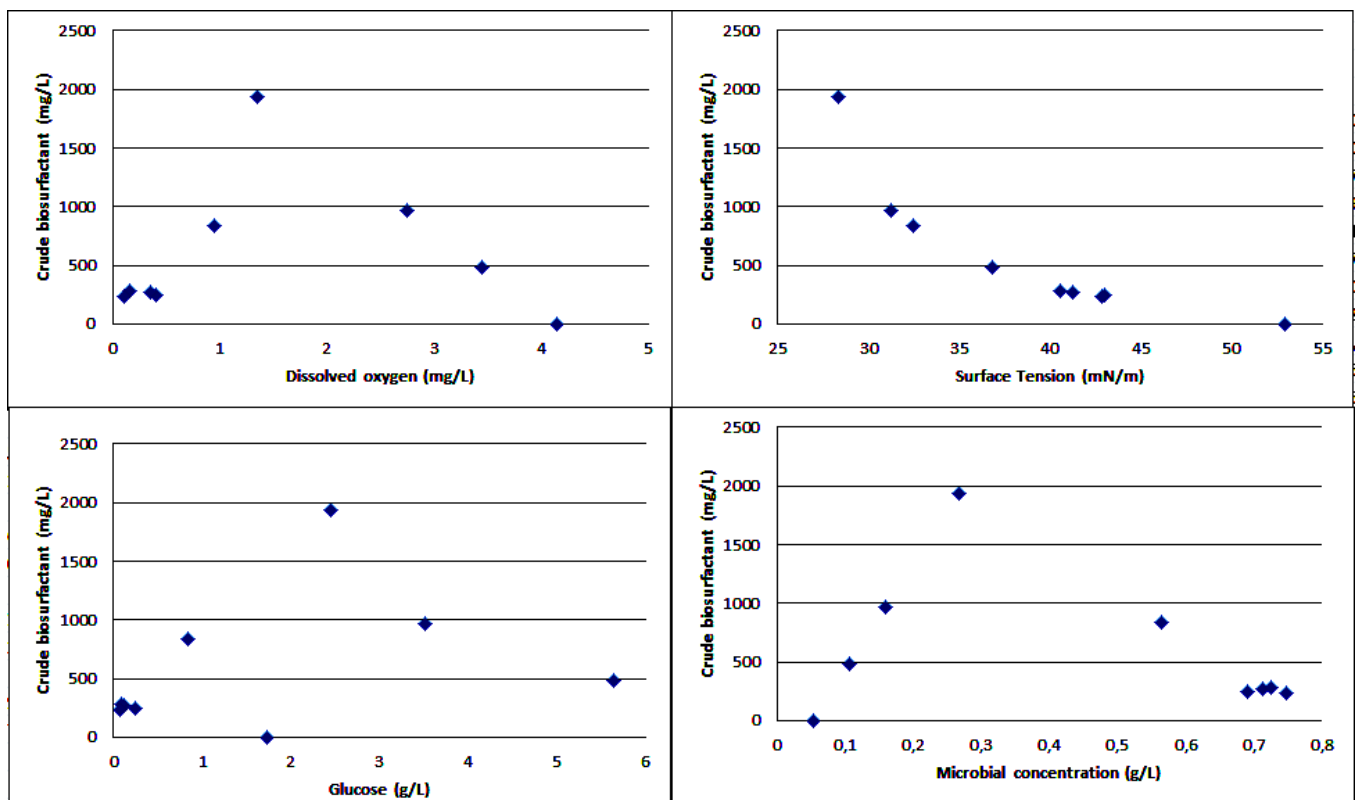 2500
2000
1500
1000
500
0
Crude biosurfactant (mg/L)
0 1 2 3 4 5
Dissolved oxygen (mg/L)
2500
2000
1500
1000
500
0
Crude biosurfactant (mg/L)
25 30 35 40 45 50 55
Surface Tension (mN/m)
2500
2000
1500
1000
500
0
Crude biosurfactant (mg/L)
0 1 2 3 4 5 6
Glucose (g/L)
2500
2000
1500
1000
500
0
Crude biosurfactant (mg/L)
0 0,1 0,2 0,3 0,4 0,5 0,6 0,7 0,8
Microbial concentration (g/L)